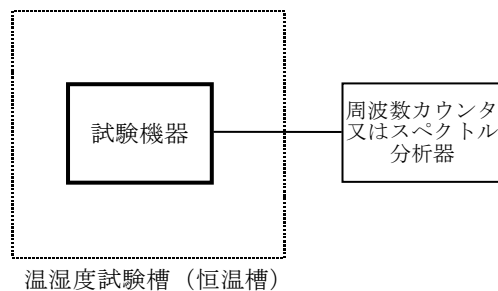 試験機器
周波数カウンタ
又はスペクトル
分析器
温湿度試験槽（恒温槽）